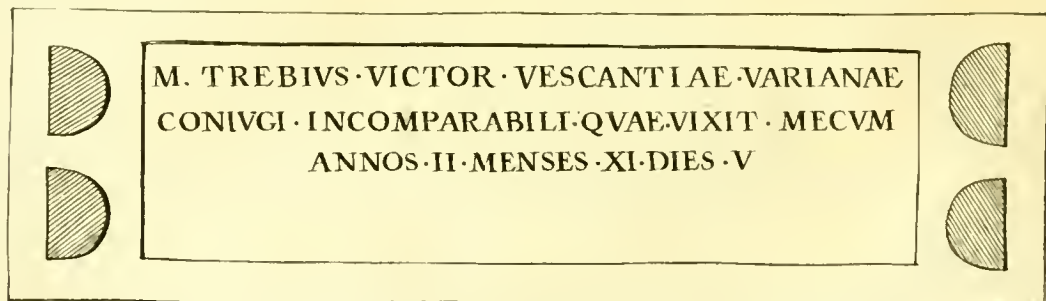 M. TREBIVS·VICTOR·VESCANTIAE·VARIANAE
CONIVGI·INCOMPARABILI·QVAE·VIXIT·MECVM
ANNOS·II·MENSES·XI·DIES·V